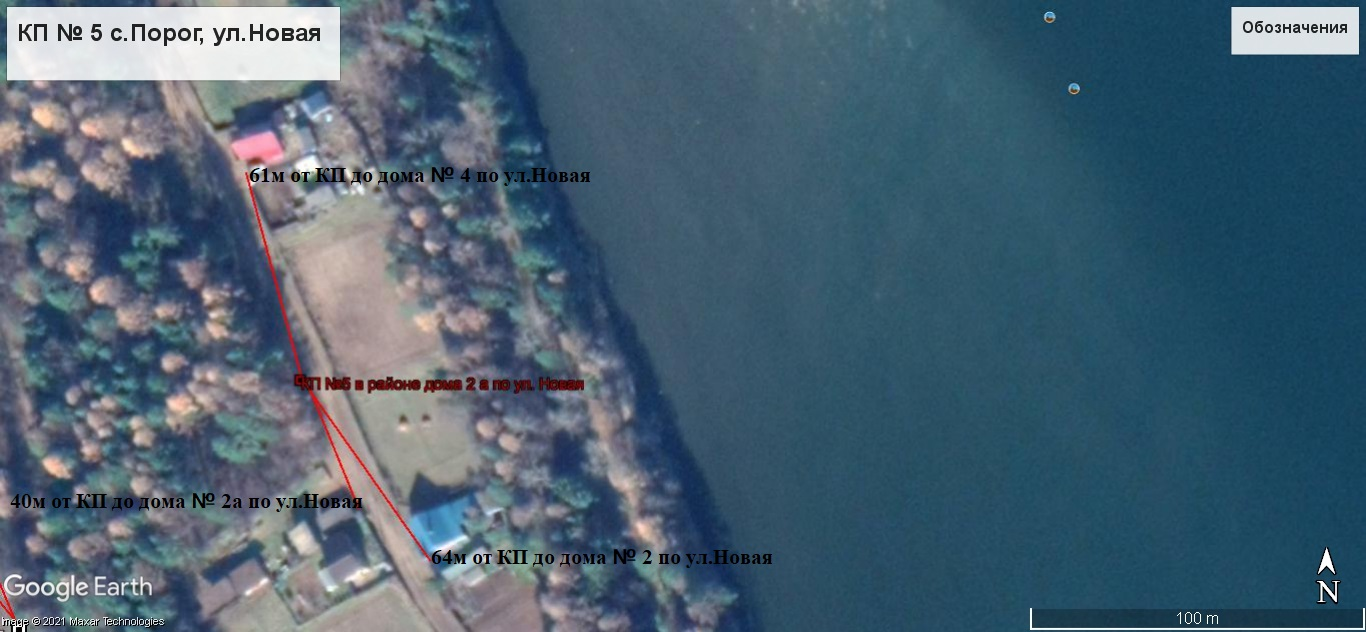 КП № 5 с.Порог, ул.Новая
Обозначения
61м от КП до дома № 4 по ул.Новая
КП №5 в районе дома 2 а по ул. Новая
40м от КП до дома № 2а по ул.Новая
64м от КП до дома № 2 по ул.Новая
Google Earth
Image © 2021 Maxar Technologies
N
100 m